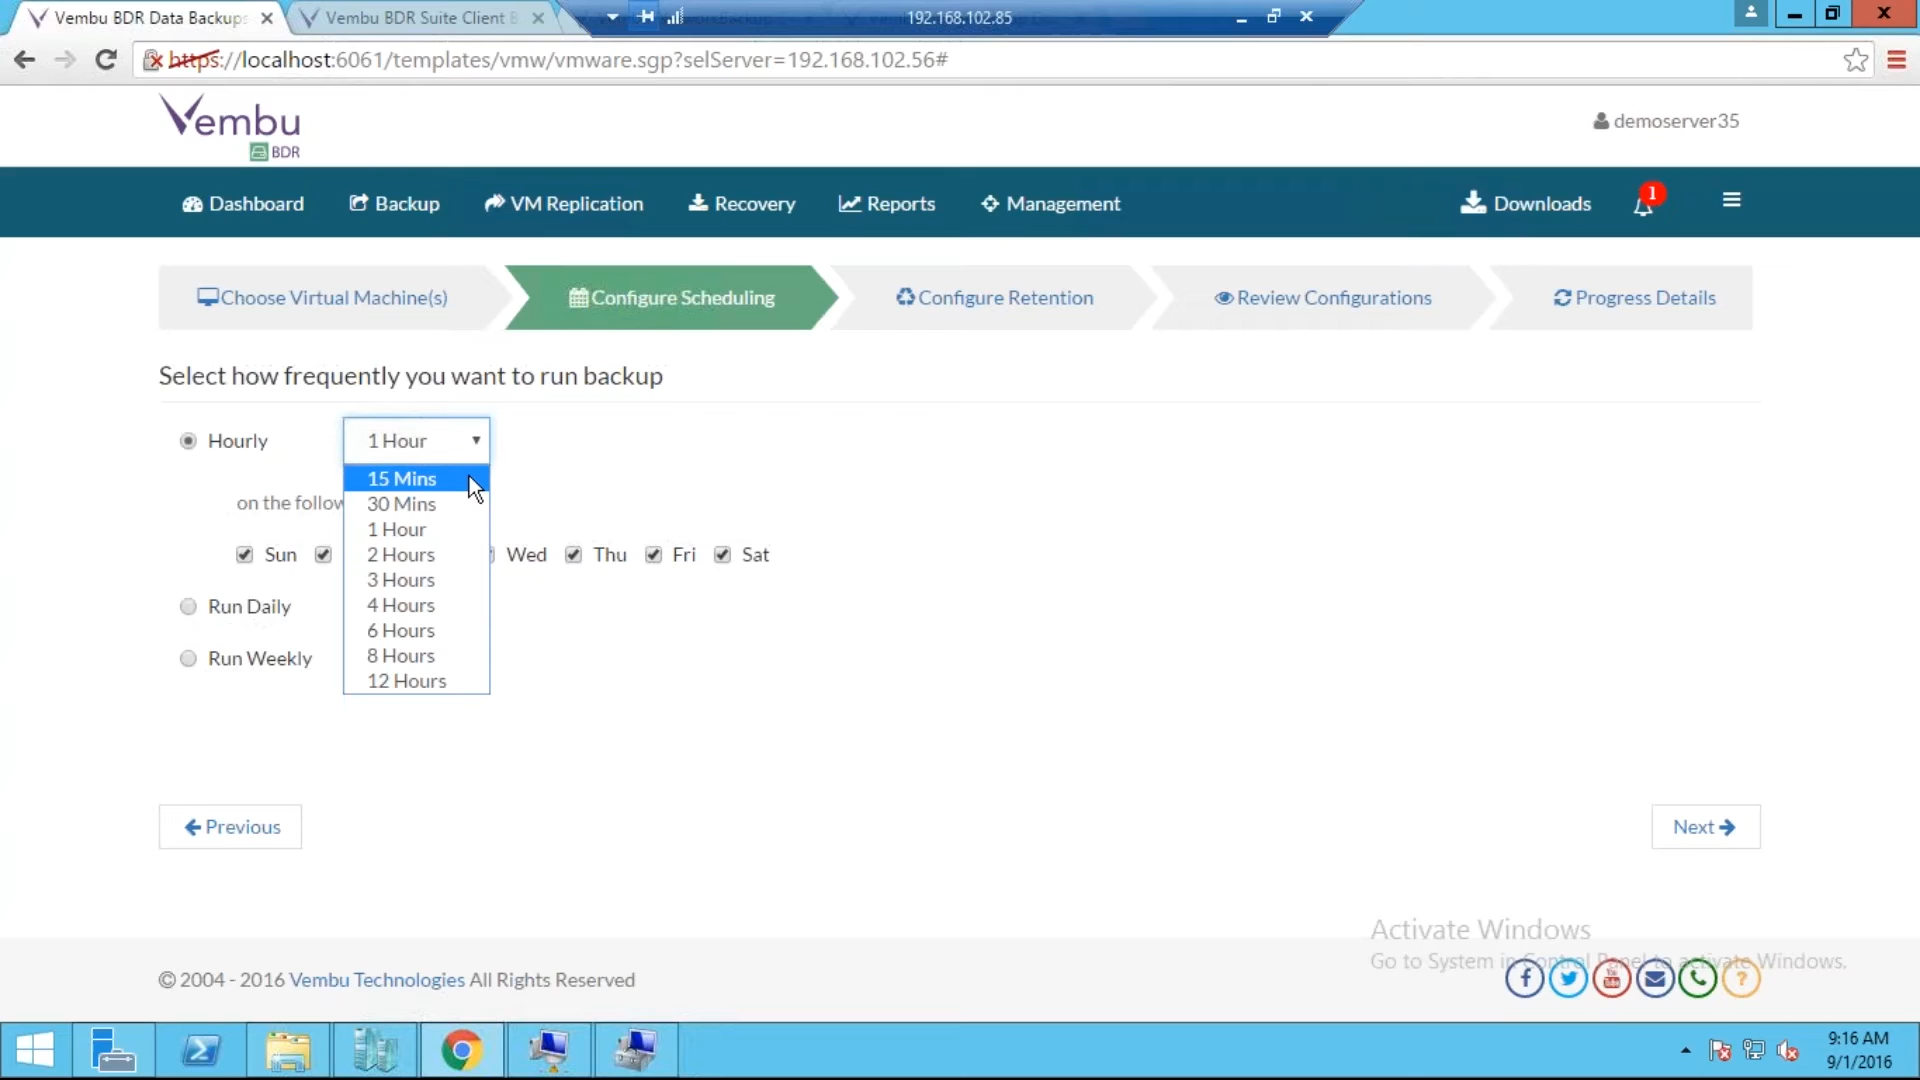 Vembu BDR Data Backups
Vembu BDR Suite Client B
192.168.102.85
https://localhost:6061/templates/vmw/vmware.sgp?selServer=192.168.102.56#
Vembu
BDR
demoserver35
Dashboard
Backup
VM Replication
Recovery
Reports
Management
Downloads
1
Choose Virtual Machine(s)
Configure Scheduling
Configure Retention
Review Configurations
Progress Details
Select how frequently you want to run backup
Hourly
1 Hour
15 Mins
30 Mins
1 Hour
2 Hours
3 Hours
4 Hours
6 Hours
8 Hours
12 Hours
on the follow
Sun
Wed
Thu
Fri
Sat
Run Daily
Run Weekly
Previous
Next
Activate Windows
Go to System in Control Panel to activate Windows.
© 2004 - 2016 Vembu Technologies All Rights Reserved
9:16 AM
9/1/2016